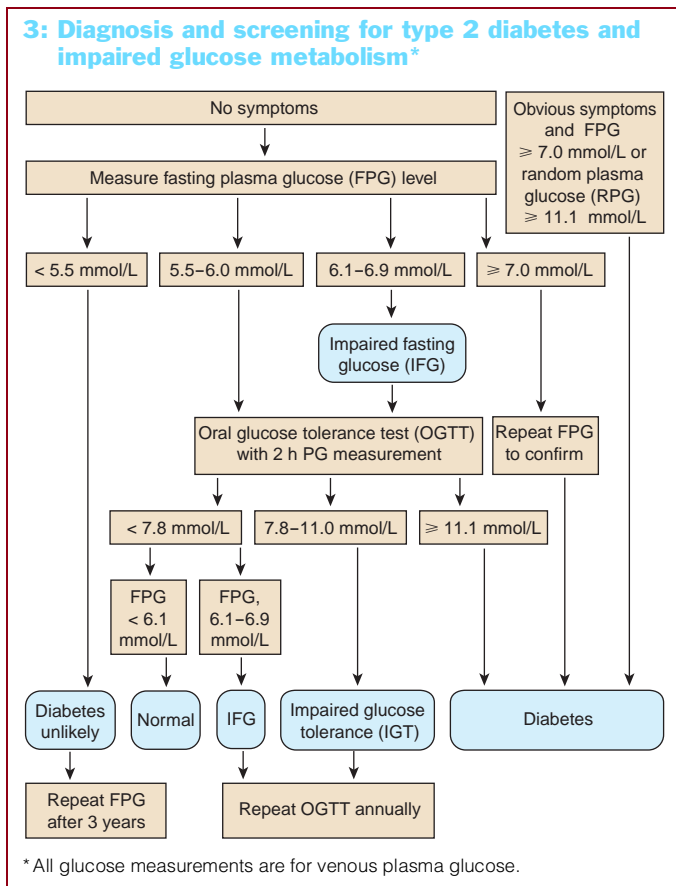 3: Diagnosis and screening for type 2 diabetes and
impaired glucose metabolism*
No symptoms
Obvious symptoms
and FPG
⩾ 7.0 mmol/L or
random plasma
glucose (RPG)
⩾ 11.1 mmol/L
Measure fasting plasma glucose (FPG) level
< 5.5 mmol/L
5.5–6.0 mmol/L
6.1–6.9 mmol/L
⩾ 7.0 mmol/L
Impaired fasting
glucose (IFG)
Oral glucose tolerance test (OGTT)
with 2 h PG measurement
Repeat FPG
to confirm
< 7.8 mmol/L
7.8–11.0 mmol/L
⩾ 11.1 mmol/L
FPG
< 6.1
mmol/L
FPG,
6.1–6.9
mmol/L
Diabetes
unlikely
Normal
IFG
Impaired glucose
tolerance (IGT)
Diabetes
Repeat FPG
after 3 years
Repeat OGTT annually
* All glucose measurements are for venous plasma glucose.